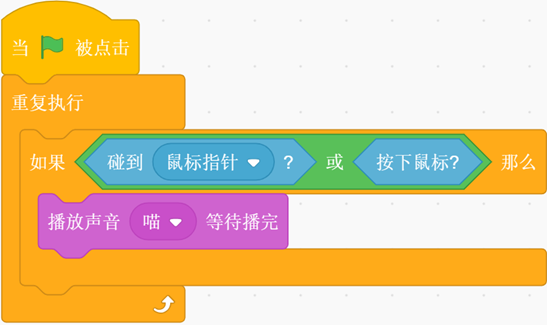 当 被点击
重复执行
如果 碰到 鼠标指针 ? 或 按下鼠标? 那么
播放声音 喵 等待播完